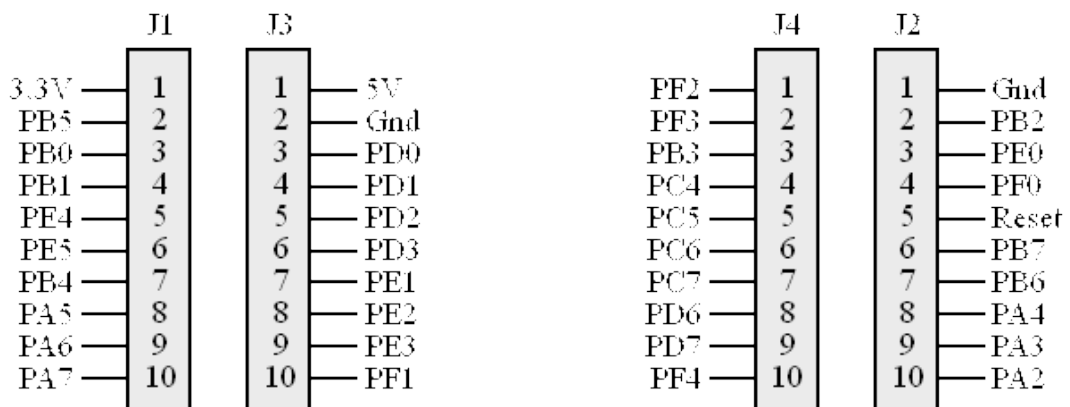 J1 J3 J4 J2
3.3V 1 1 5V PF2 1 1 Gnd
PB5 2 2 Gnd PF3 2 2 PB2
PB0 3 3 PD0 PB3 3 3 PE0
PB1 4 4 PD1 PC4 4 4 PF0
PE4 5 5 PD2 PC5 5 5 Reset
PE5 6 6 PD3 PC6 6 6 PB7
PB4 7 7 PE1 PC7 7 7 PB6
PA5 8 8 PE2 PD6 8 8 PA4
PA6 9 9 PE3 PD7 9 9 PA3
PA7 10 10 PF1 PF4 10 10 PA2